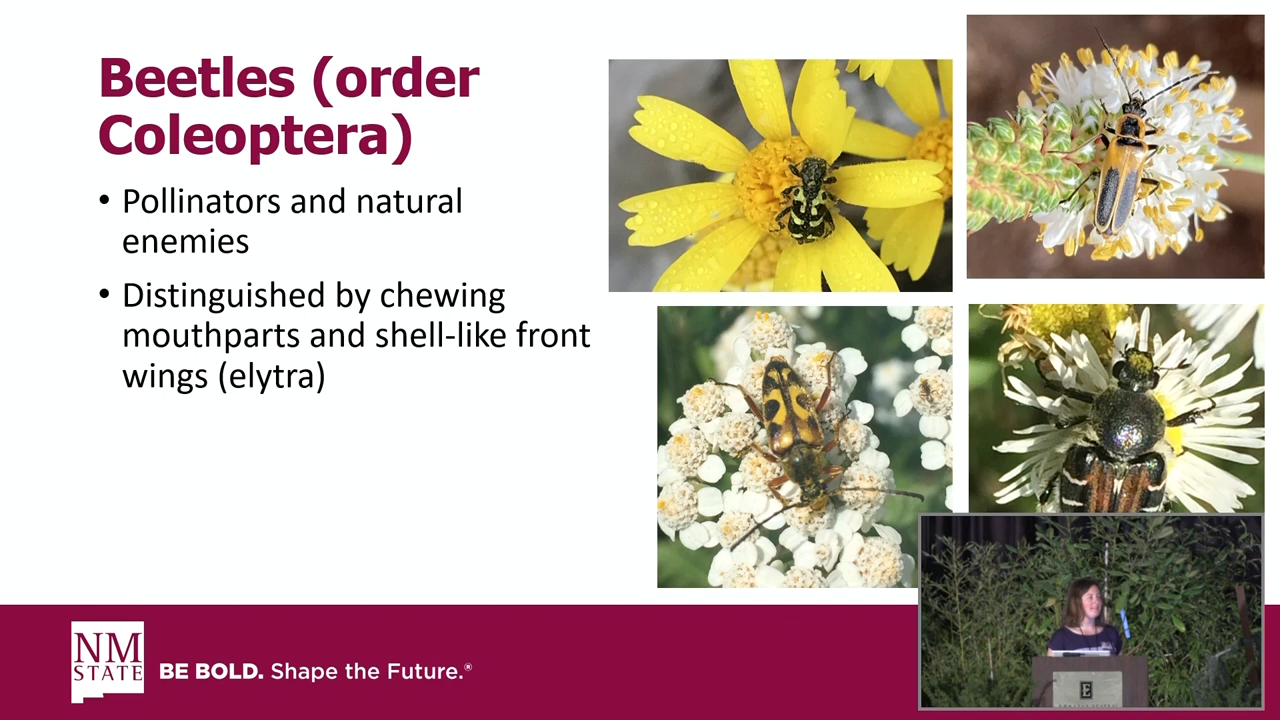 Beetles (order
Coleoptera)
• Pollinators and natural
enemies
• Distinguished by chewing
mouthparts and shell-like front
wings (elytra)
NM
STATE
BE BOLD. Shape the Future.®
E